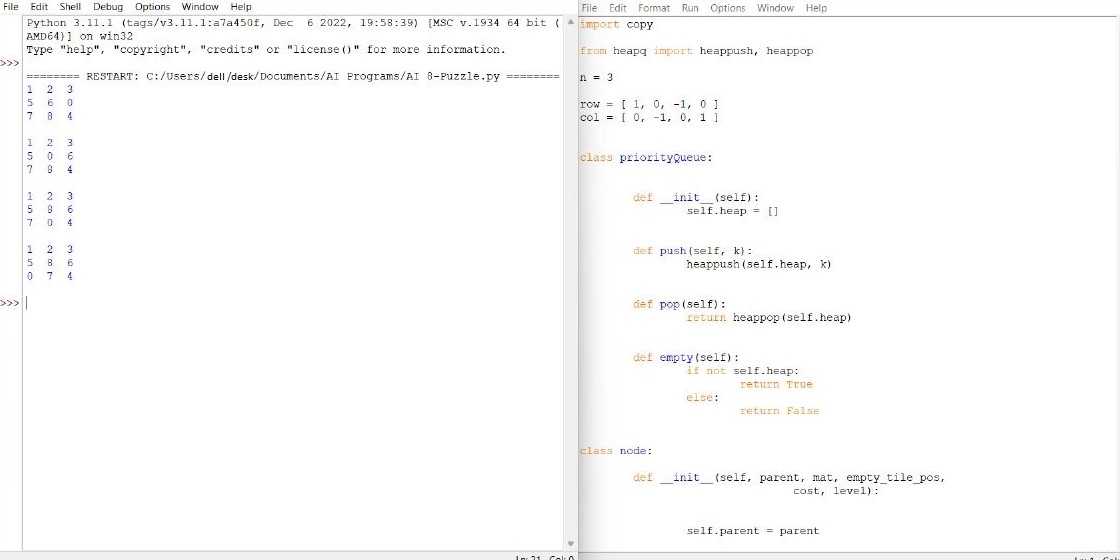 File Edit Shell Debug Options Window Help
Python 3.11.1 (tags/v3.11.1:a7a450f, Dec  6 2022, 19:58:39) [MSC v.1934 64 bit (
AMD64)] on win32
Type "help", "copyright", "credits" or "license()" for more information.
>>>
======== RESTART: C:/Users/dell/desk/Documents/AI Programs/AI 8-Puzzle.py ========
1 2 3
5 6 0
7 8 4
1 2 3
5 0 6
7 8 4
1 2 3
5 8 6
7 0 4
1 2 3
5 8 6
0 7 4
>>>
File Edit Format Run Options Window Help
import copy
from heapq import heappush, heappop
n = 3
row = [ 1, 0, -1, 0 ]
col = [ 0, -1, 0, 1 ]
class priorityQueue:
def __init__(self):
self.heap = []
def push(self, k):
heappush(self.heap, k)
def pop(self):
return heappop(self.heap)
def empty(self):
if not self.heap:
return True
else:
return False
class node:
def __init__(self, parent, mat, empty_tile_pos,
cost, level):
self.parent = parent